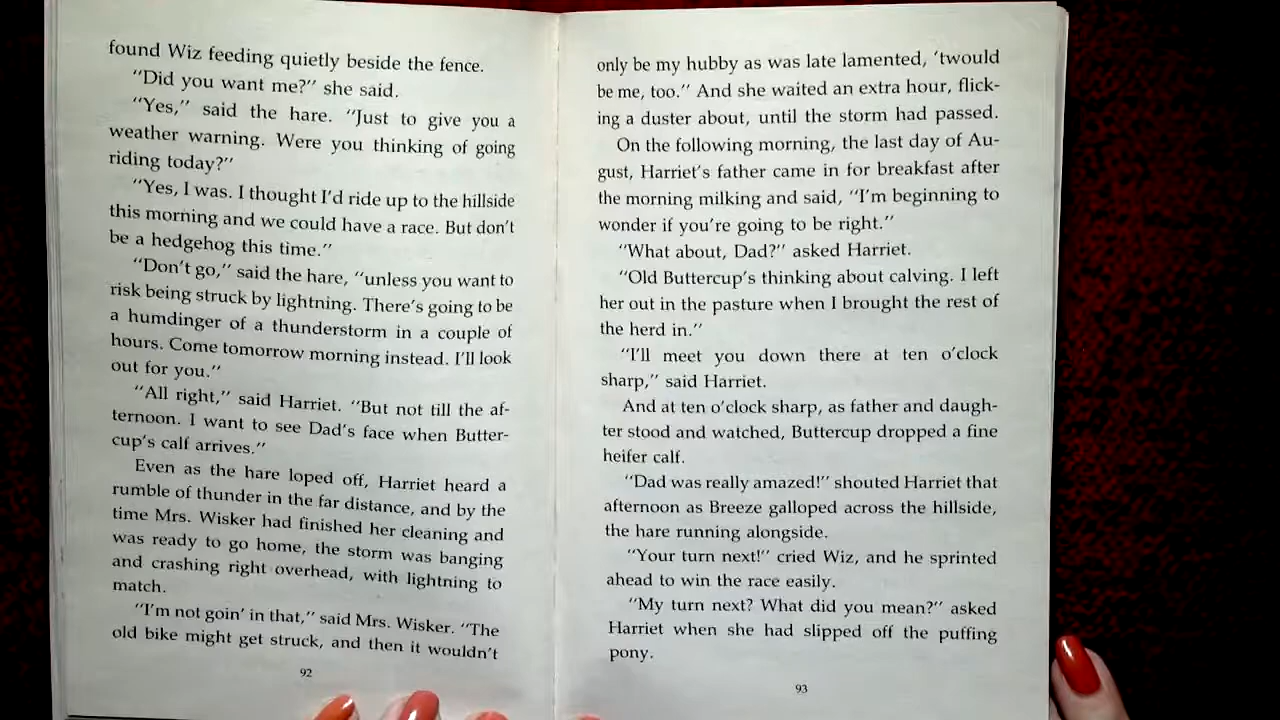 found Wiz feeding quietly beside the fence.
“Did you want me?” she said.
“Yes,” said the hare. “Just to give you a
weather warning. Were you thinking of going
riding today?”
“Yes, I was. I thought I’d ride up to the hillside
this morning and we could have a race. But don’t
be a hedgehog this time.”
“Don’t go,” said the hare, “unless you want to
risk being struck by lightning. There’s going to be
a humdinger of a thunderstorm in a couple of
hours. Come tomorrow morning instead. I’ll look
out for you.”
“All right,” said Harriet. “But not till the af-
ternoon. I want to see Dad’s face when Butter-
cup’s calf arrives.”
Even as the hare loped off, Harriet heard a
rumble of thunder in the far distance, and by the
time Mrs. Wisker had finished her cleaning and
was ready to go home, the storm was banging
and crashing right overhead, with lightning to
match.
“I’m not goin’ in that,” said Mrs. Wisker. “The
old bike might get struck, and then it wouldn’t
92
only be my hubby as was late lamented, ’twould
be me, too.” And she waited an extra hour, flick-
ing a duster about, until the storm had passed.
On the following morning, the last day of Au-
gust, Harriet’s father came in for breakfast after
the morning milking and said, “I’m beginning to
wonder if you’re going to be right.”
“What about, Dad?” asked Harriet.
“Old Buttercup’s thinking about calving. I left
her out in the pasture when I brought the rest of
the herd in.”
“I’ll meet you down there at ten o’clock
sharp,” said Harriet.
And at ten o’clock sharp, as father and daugh-
ter stood and watched, Buttercup dropped a fine
heifer calf.
“Dad was really amazed!” shouted Harriet that
afternoon as Breeze galloped across the hillside,
the hare running alongside.
“Your turn next!” cried Wiz, and he sprinted
ahead to win the race easily.
“My turn next? What did you mean?” asked
Harriet when she had slipped off the puffing
pony.
93